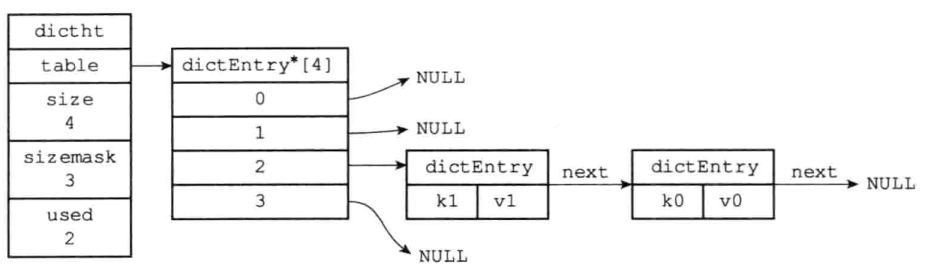 dictht
table
size
4
sizemask
3
used
2
dictEntry*[4]
0
1
2
3
NULL
NULL
dictEntry
k1 v1
next
dictEntry
k0 v0
next
NULL
NULL